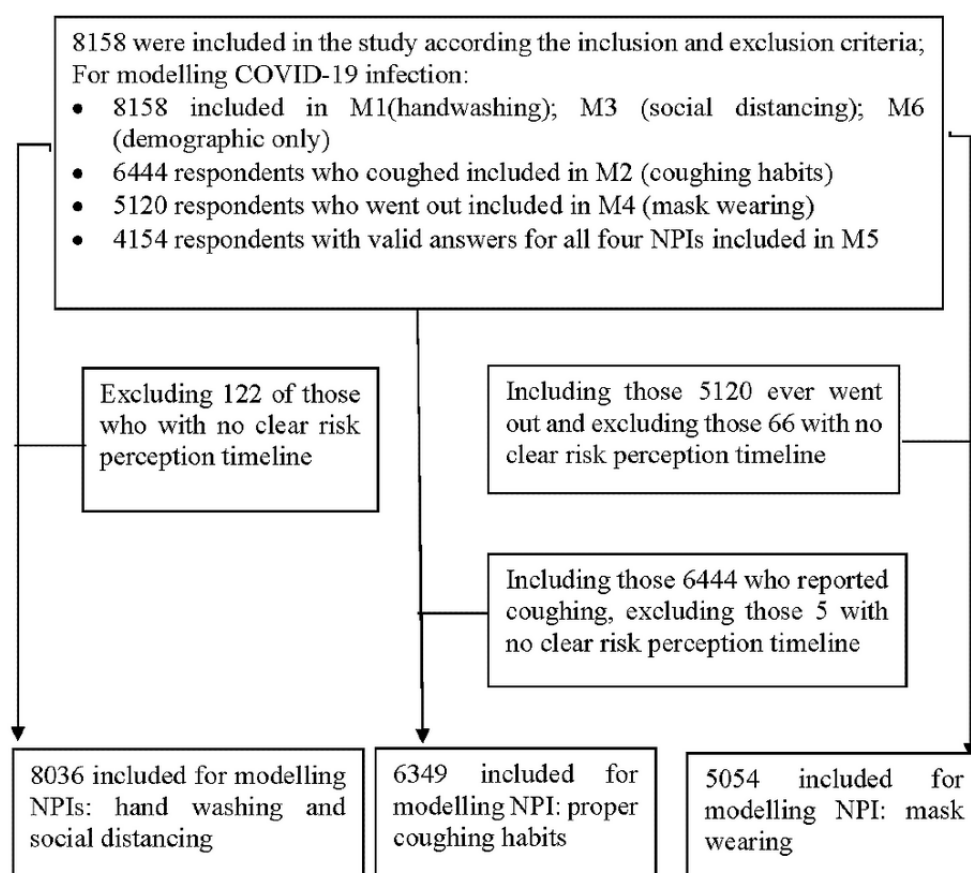 8158 were included in the study according the inclusion and exclusion criteria;
For modelling COVID-19 infection:
• 8158 included in M1(handwashing); M3 (social distancing); M6
(demographic only)
• 6444 respondents who coughed included in M2 (coughing habits)
• 5120 respondents who went out included in M4 (mask wearing)
• 4154 respondents with valid answers for all four NPIs included in M5
Excluding 122 of those
who with no clear risk
perception timeline
Including those 5120 ever went
out and excluding those 66 with no
clear risk perception timeline
Including those 6444 who reported
coughing, excluding those 5 with
no clear risk perception timeline
8036 included for modelling
NPIs: hand washing and
social distancing
6349 included for
modelling NPI: proper
coughing habits
5054 included for
modelling NPI: mask
wearing